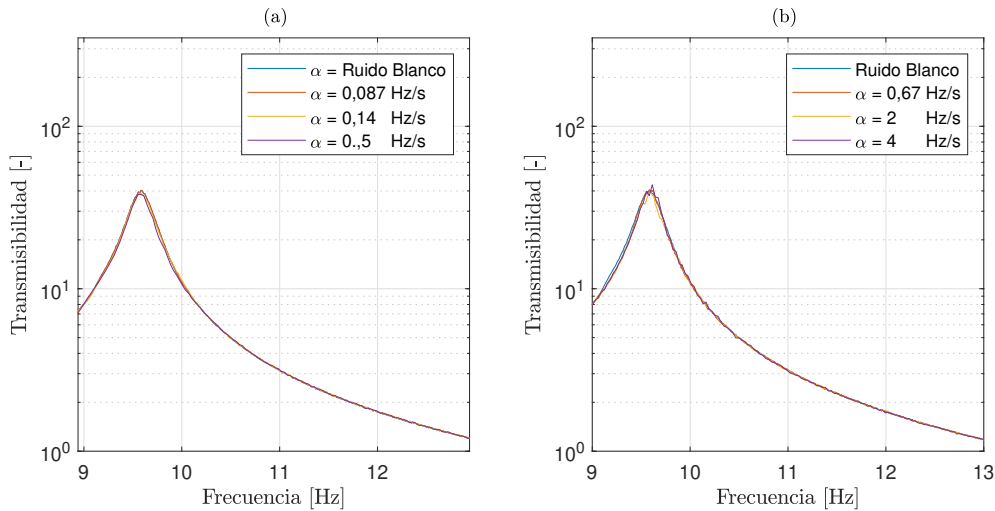 (a)
α = Ruido Blanco
α = 0,087 Hz/s
α = 0,14 Hz/s
α = 0.,5 Hz/s
10^2
10^1
10^0
Transmisibilidad [-]
9 10 11 12
Frecuencia [Hz]
(b)
Ruido Blanco
α = 0,67 Hz/s
α = 2 Hz/s
α = 4 Hz/s
10^2
10^1
10^0
Transmisibilidad [-]
9 10 11 12 13
Frecuencia [Hz]